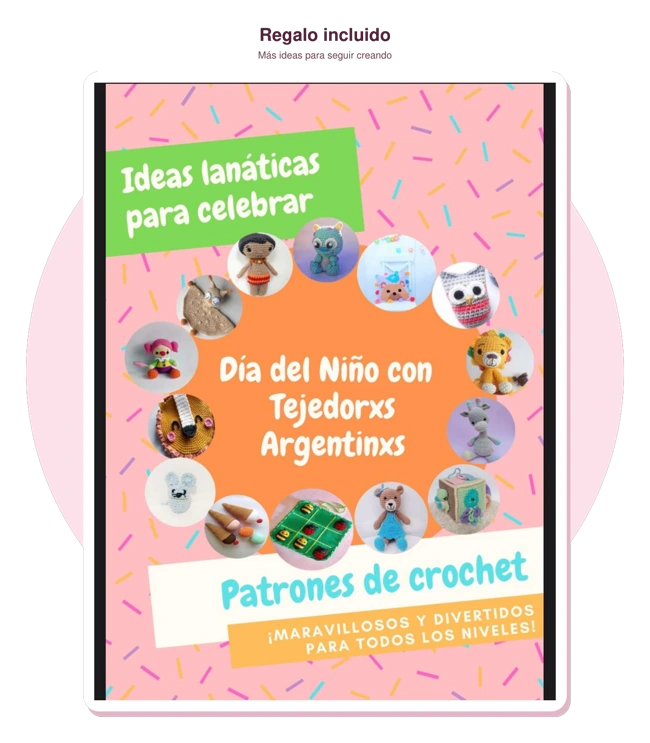 Regalo incluido
Más ideas para seguir creando
Ideas lanáticas
para celebrar
Día del Niño con
Tejedorxs
Argentinxs
Patrones de crochet
¡MARAVILLOSOS Y DIVERTIDOS
PARA TODOS LOS NIVELES!